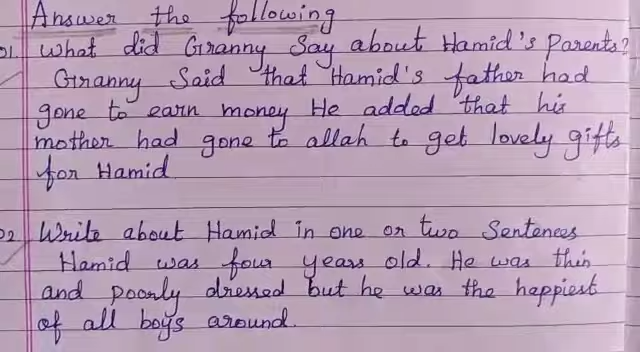 Answer the following
Q1. What did Granny Say about Hamid's Parents?
Granny Said that Hamid's father had
gone to earn money He added that his
mother had gone to allah to get lovely gifts
for Hamid
Q2 Write about Hamid in one or two Sentences
Hamid was four years old. He was thin
and poorly dressed but he was the happiest
of all boys around.